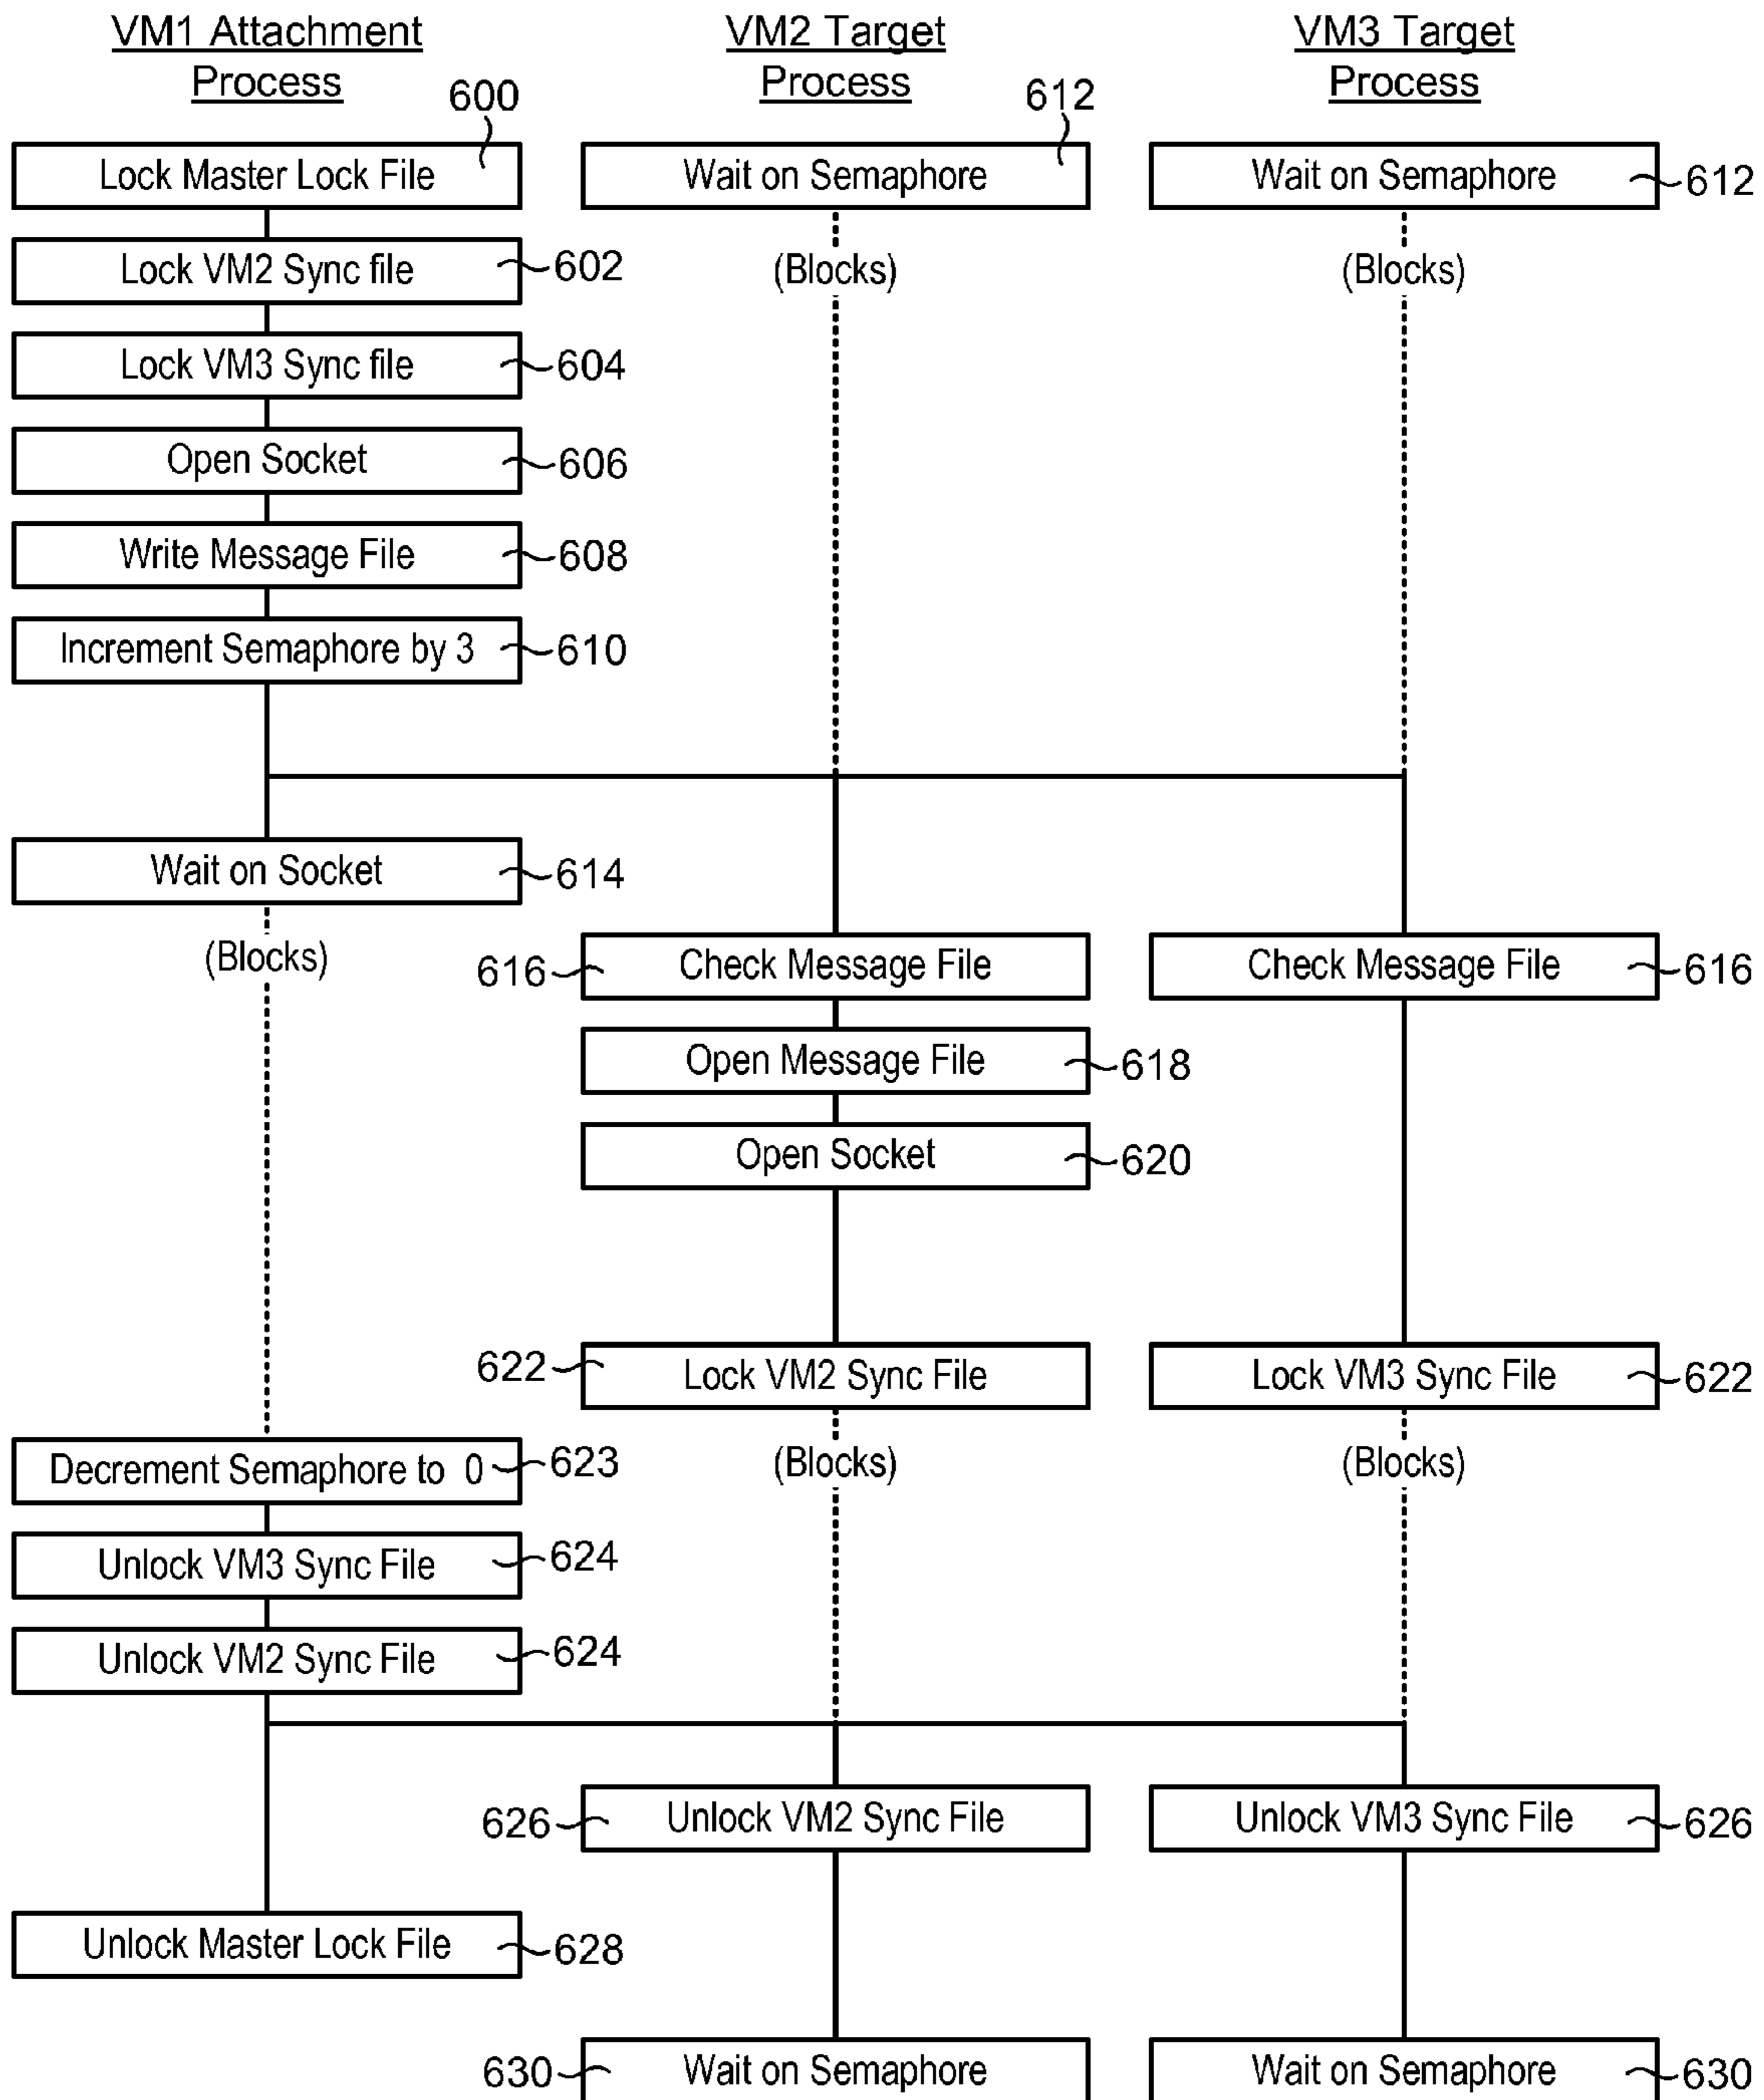 VM1 Attachment Process
VM2 Target Process
VM3 Target Process
600
612
Lock Master Lock File
Wait on Semaphore
Wait on Semaphore
612
Lock VM2 Sync file
602
(Blocks)
(Blocks)
Lock VM3 Sync file
604
Open Socket
606
Write Message File
608
Increment Semaphore by 3
610
Wait on Socket
614
(Blocks)
616
Check Message File
Check Message File
616
Open Message File
618
Open Socket
620
622
Lock VM2 Sync File
Lock VM3 Sync File
622
Decrement Semaphore to 0
623
(Blocks)
(Blocks)
Unlock VM3 Sync File
624
Unlock VM2 Sync File
624
626
Unlock VM2 Sync File
Unlock VM3 Sync File
626
Unlock Master Lock File
628
630
Wait on Semaphore
Wait on Semaphore
630